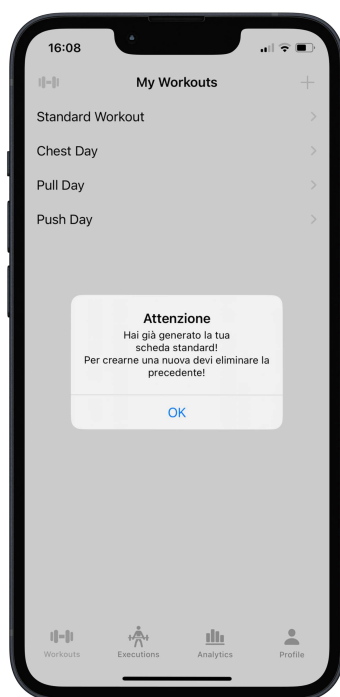 16:08
My Workouts
Standard Workout
Chest Day
Pull Day
Push Day
Attenzione
Hai già generato la tua
scheda standard!
Per crearne una nuova devi eliminare la
precedente!
OK
Workouts
Executions
Analytics
Profile